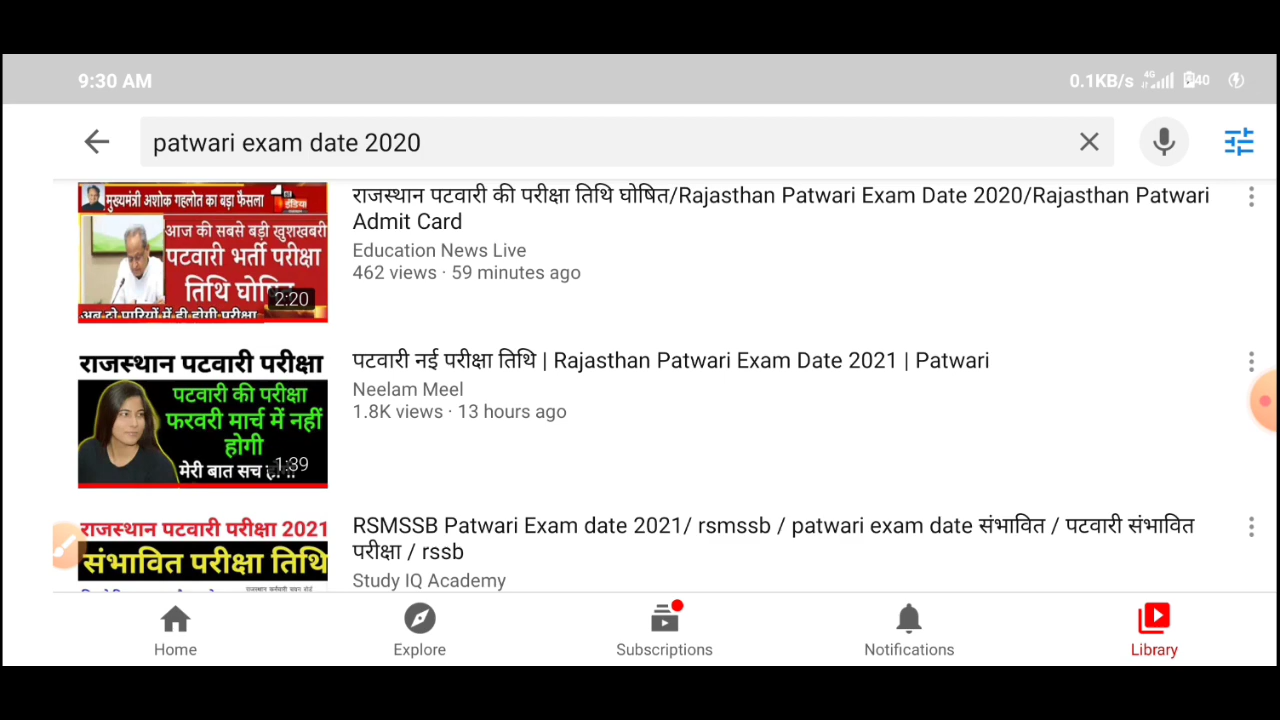 9:30 AM
0.1KB/s 4G 40
patwari exam date 2020
मुख्यमंत्री अशोक गहलोत का बड़ा फैसला
1 इंडिया
आज की सबसे बड़ी खुशखबरी
पटवारी भर्ती परीक्षा
तिथि घोषित
2:20
अब दो पारियों में ही होगी परीक्षा
राजस्थान पटवारी की परीक्षा तिथि घोषित/Rajasthan Patwari Exam Date 2020/Rajasthan Patwari
Admit Card
Education News Live
462 views · 59 minutes ago
राजस्थान पटवारी परीक्षा
पटवारी की परीक्षा
फरवरी मार्च में नहीं
होगी
मेरी बात सच
1:39
पटवारी नई परीक्षा तिथि | Rajasthan Patwari Exam Date 2021 | Patwari
Neelam Meel
1.8K views · 13 hours ago
राजस्थान पटवारी परीक्षा 2021
संभावित परीक्षा तिथि
RSMSSB Patwari Exam date 2021/ rsmssb / patwari exam date संभावित / पटवारी संभावित
परीक्षा / rssb
Study IQ Academy
Home
Explore
Subscriptions
Notifications
Library